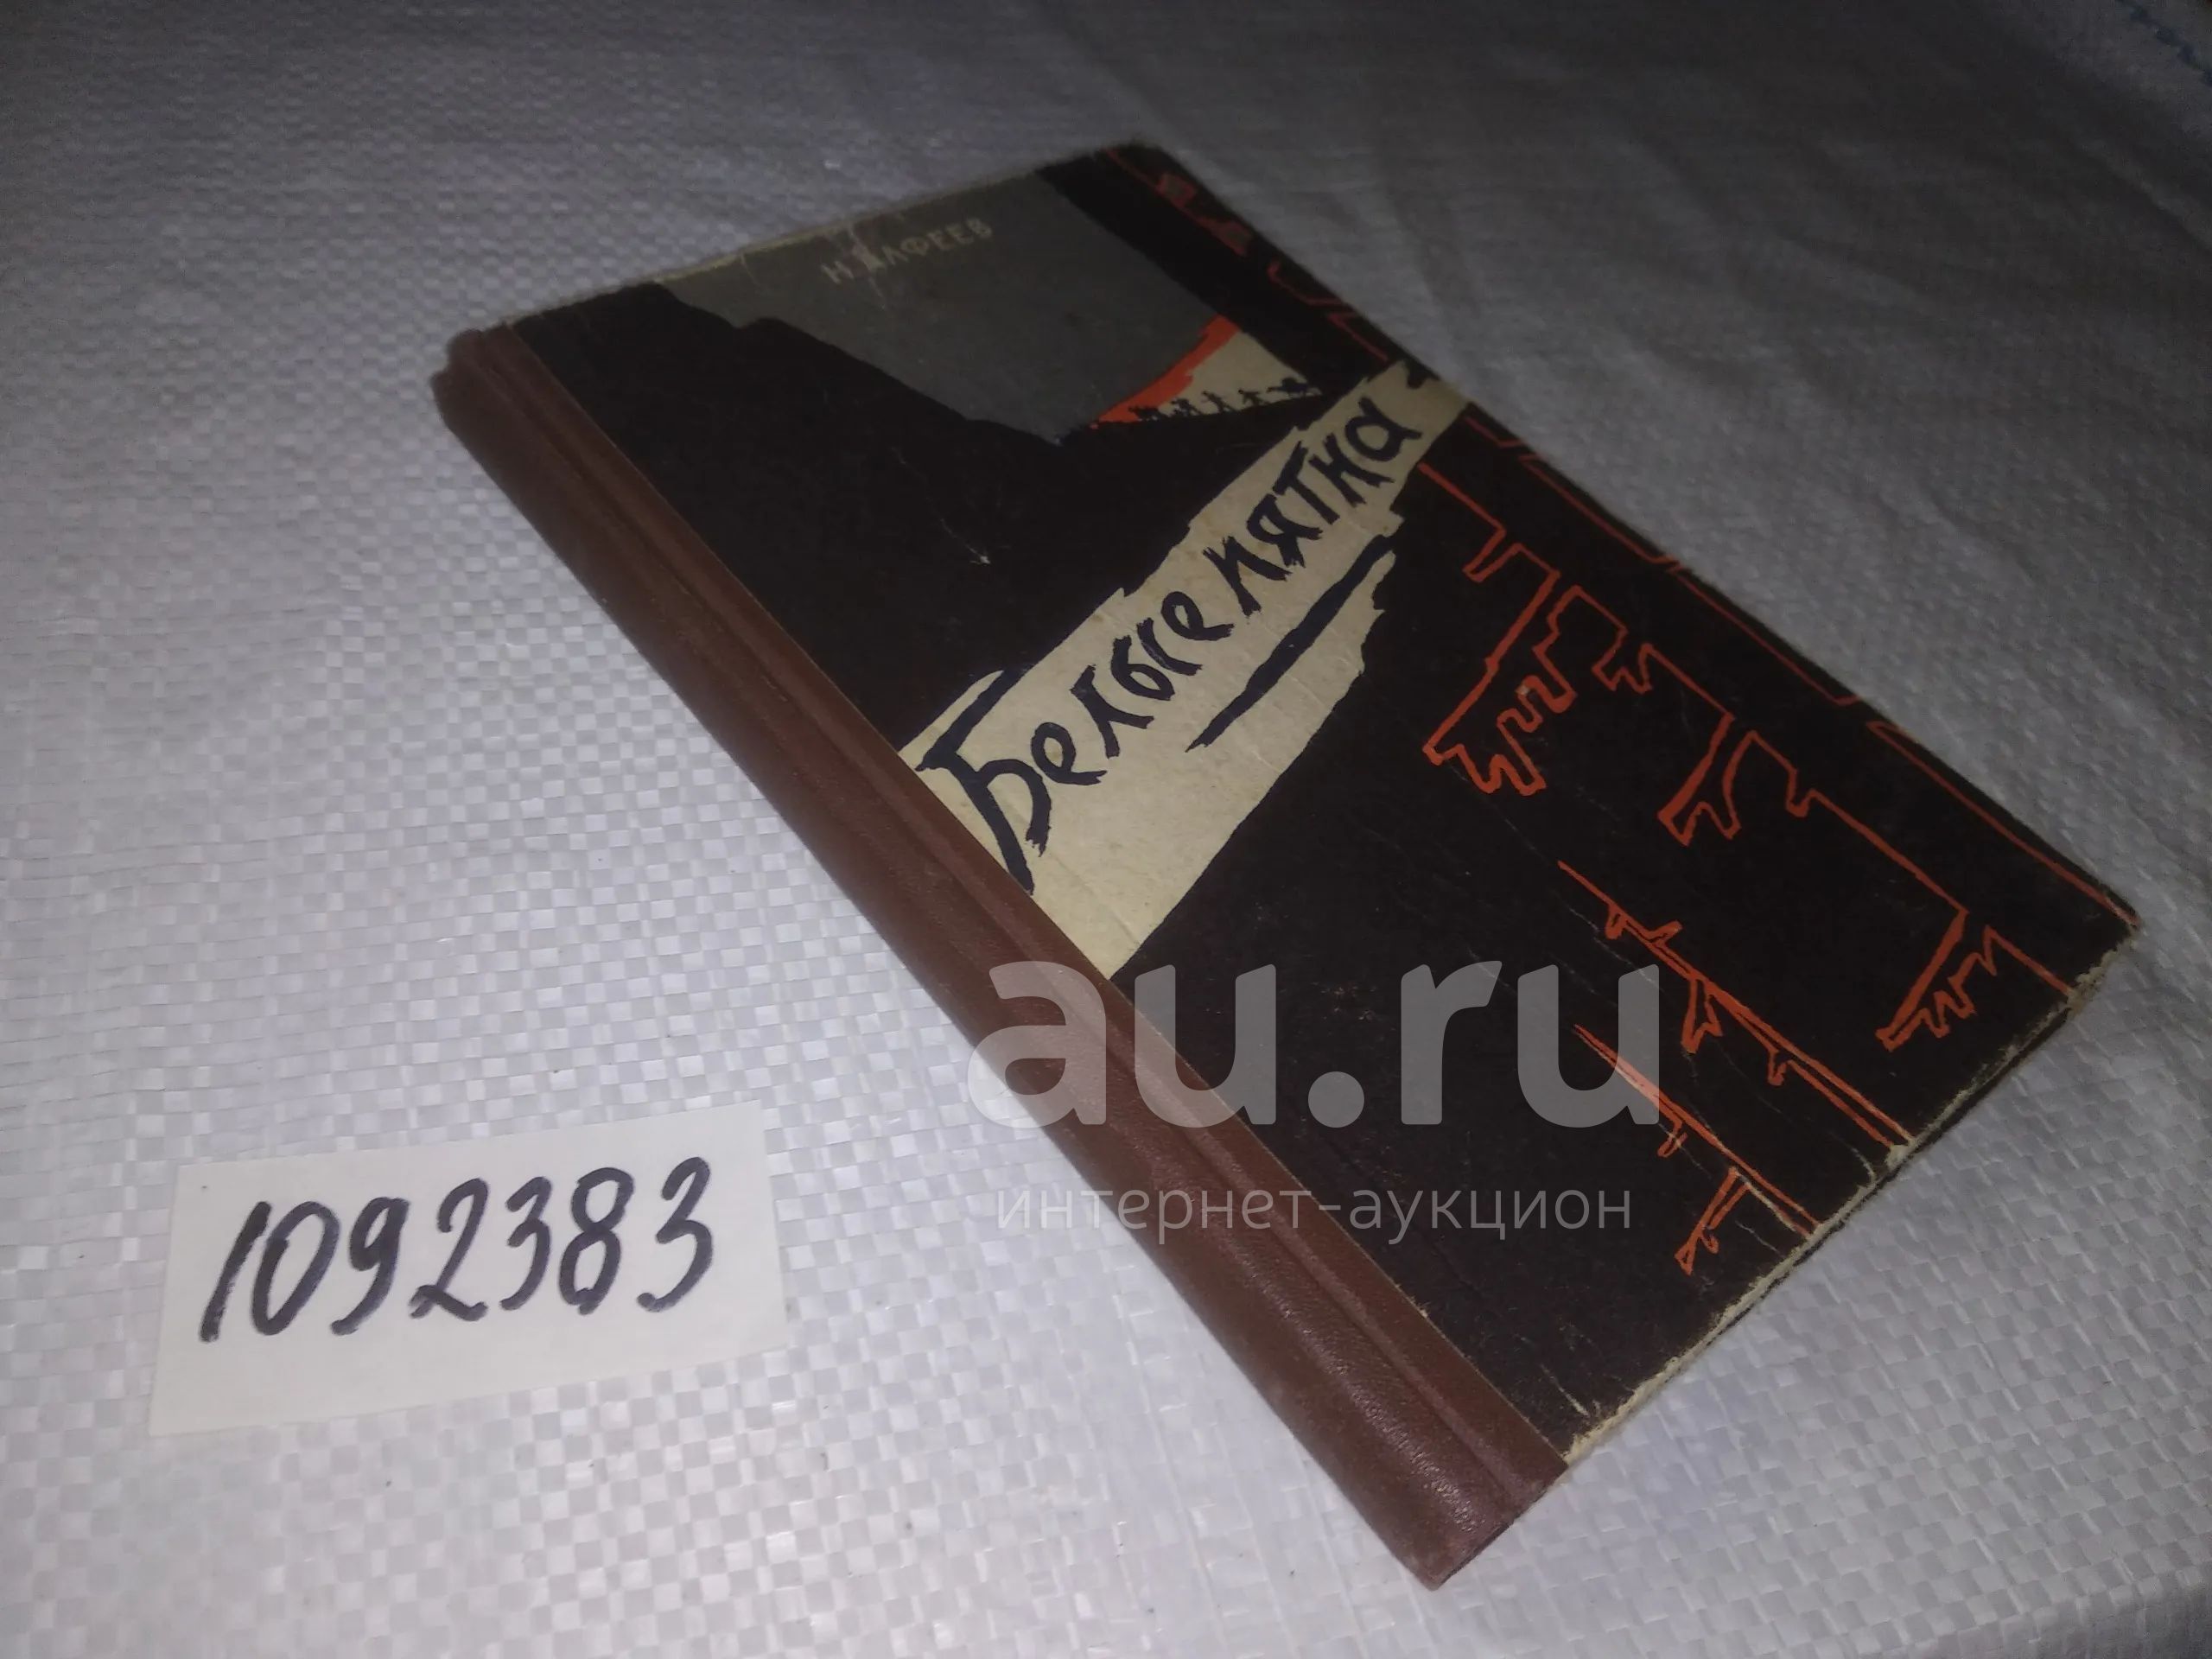 Н. АЛФЕЕВ
Белые пятна
1092383
au.ru
интернет-аукцион